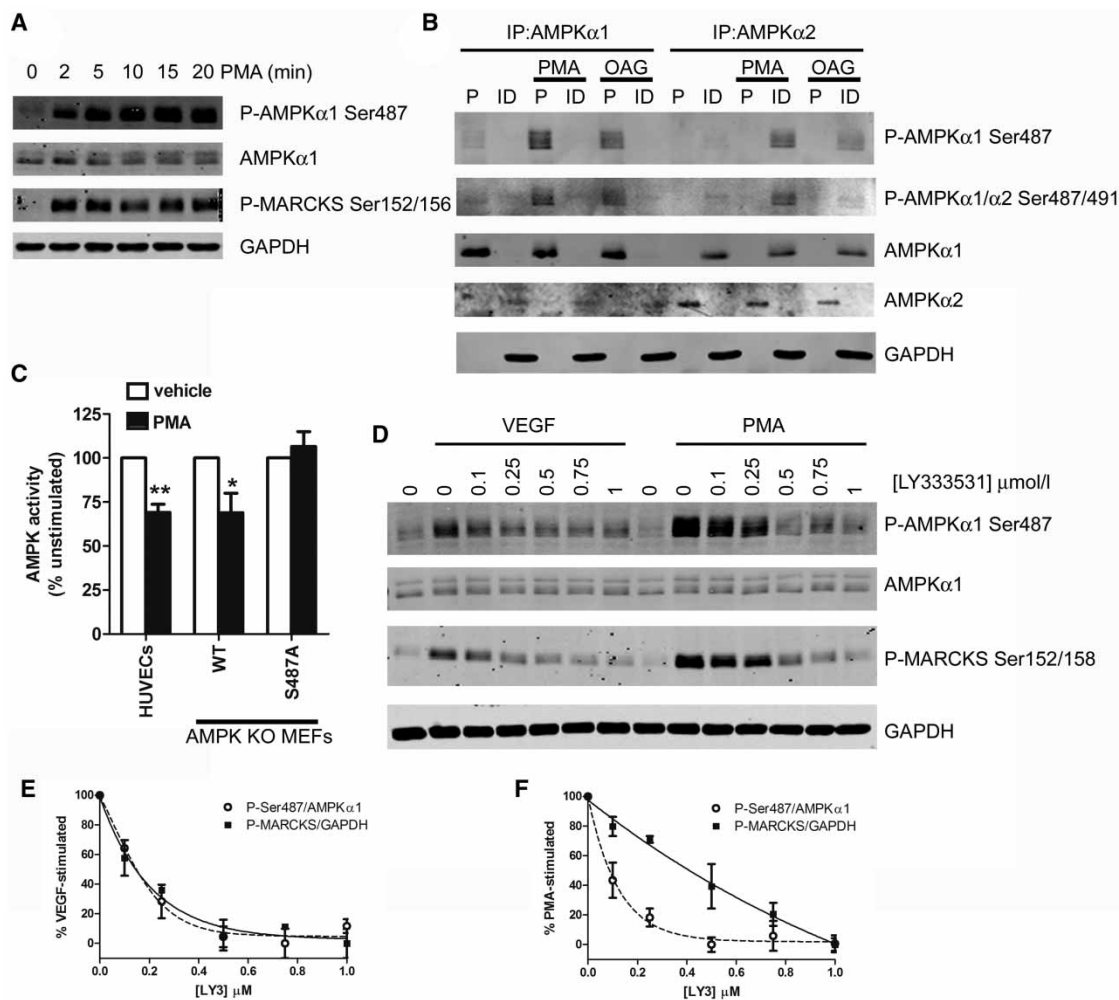 A
0 2 5 10 15 20 PMA (min)
P-AMPKα1 Ser487
AMPKα1
P-MARCKS Ser152/156
GAPDH
B
IP:AMPKα1 IP:AMPKα2
PMA OAG PMA OAG
P ID P ID P ID P ID P ID P ID
P-AMPKα1 Ser487
P-AMPKα1/α2 Ser487/491
AMPKα1
AMPKα2
GAPDH
C
vehicle
PMA
AMPK activity
(% unstimulated)
125
100
75
50
25
0
**
*
HUVECs
WT
S487A
AMPK KO MEFs
D
VEGF PMA
0 0 0.1 0.25 0.5 0.75 1 0 0 0.1 0.25 0.5 0.75 1 [LY333531] μmol/l
P-AMPKα1 Ser487
AMPKα1
P-MARCKS Ser152/158
GAPDH
E
P-Ser487/AMPKα1
P-MARCKS/GAPDH
% VEGF-stimulated
100
80
60
40
20
0
0.0 0.2 0.4 0.6 0.8 1.0
[LY3] μM
F
P-Ser487/AMPKα1
P-MARCKS/GAPDH
% PMA-stimulated
100
80
60
40
20
0
0.0 0.2 0.4 0.6 0.8 1.0
[LY3] μM